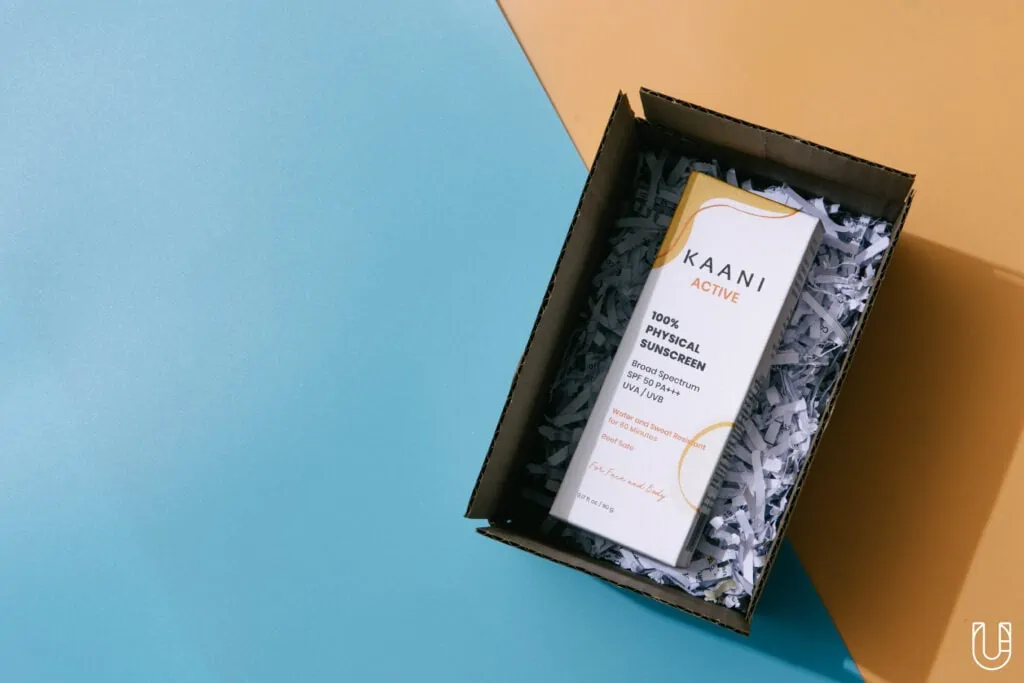 KAANI
ACTIVE
100%
PHYSICAL
SUNSCREEN
Broad Spectrum
SPF 50 PA+++
UVA / UVB
Water and Sweat Resistant
for 80 Minutes
Reef Safe
For Face and Body